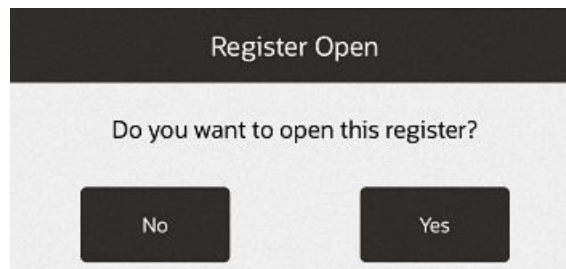 Register Open
Do you want to open this register?
No
Yes